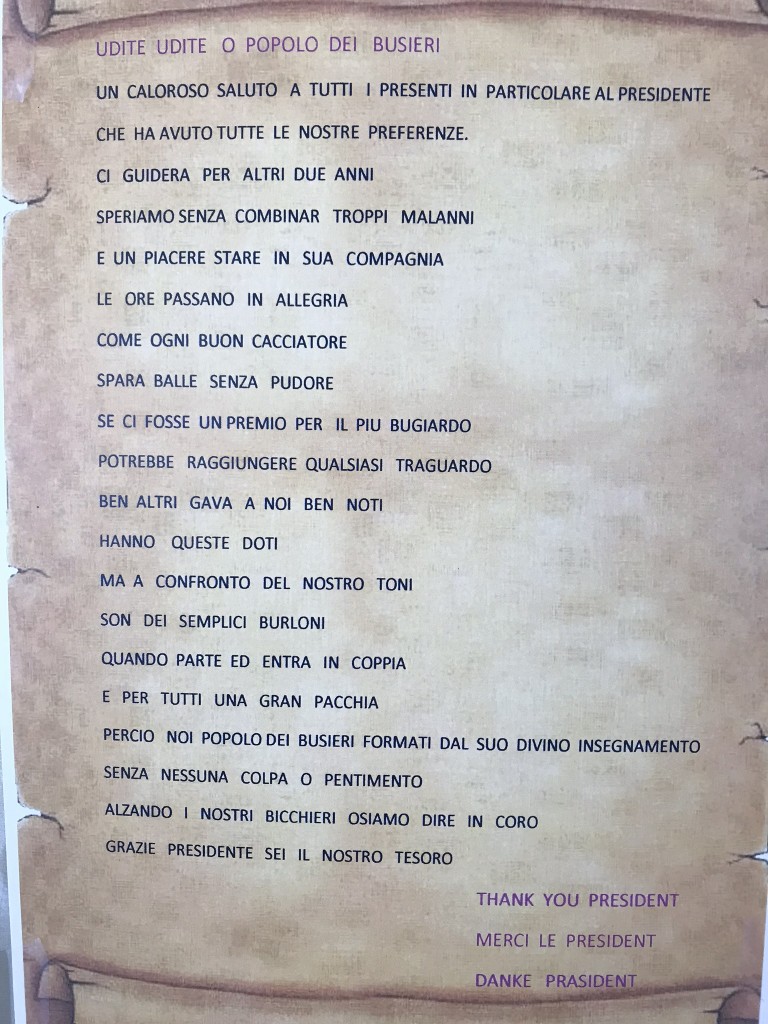 UDITE UDITE O POPOLO DEI BUSIERI
UN CALOROSO SALUTO A TUTTI I PRESENTI IN PARTICOLARE AL PRESIDENTE
CHE HA AVUTO TUTTE LE NOSTRE PREFERENZE.
CI GUIDERA PER ALTRI DUE ANNI
SPERIAMO SENZA COMBINAR TROPPI MALANNI
E UN PIACERE STARE IN SUA COMPAGNIA
LE ORE PASSANO IN ALLEGRIA
COME OGNI BUON CACCIATORE
SPARA BALLE SENZA PUDORE
SE CI FOSSE UN PREMIO PER IL PIU BUGIARDO
POTREBBE RAGGIUNGERE QUALSIASI TRAGUARDO
BEN ALTRI GAVA A NOI BEN NOTI
HANNO QUESTE DOTI
MA A CONFRONTO DEL NOSTRO TONI
SON DEI SEMPLICI BURLONI
QUANDO PARTE ED ENTRA IN COPPIA
E PER TUTTI UNA GRAN PACCHIA
PERCIO NOI POPOLO DEI BUSIERI FORMATI DAL SUO DIVINO INSEGNAMENTO
SENZA NESSUNA COLPA O PENTIMENTO
ALZANDO I NOSTRI BICCHIERI OSIAMO DIRE IN CORO
GRAZIE PRESIDENTE SEI IL NOSTRO TESORO
THANK YOU PRESIDENT
MERCI LE PRESIDENT
DANKE PRASIDENT